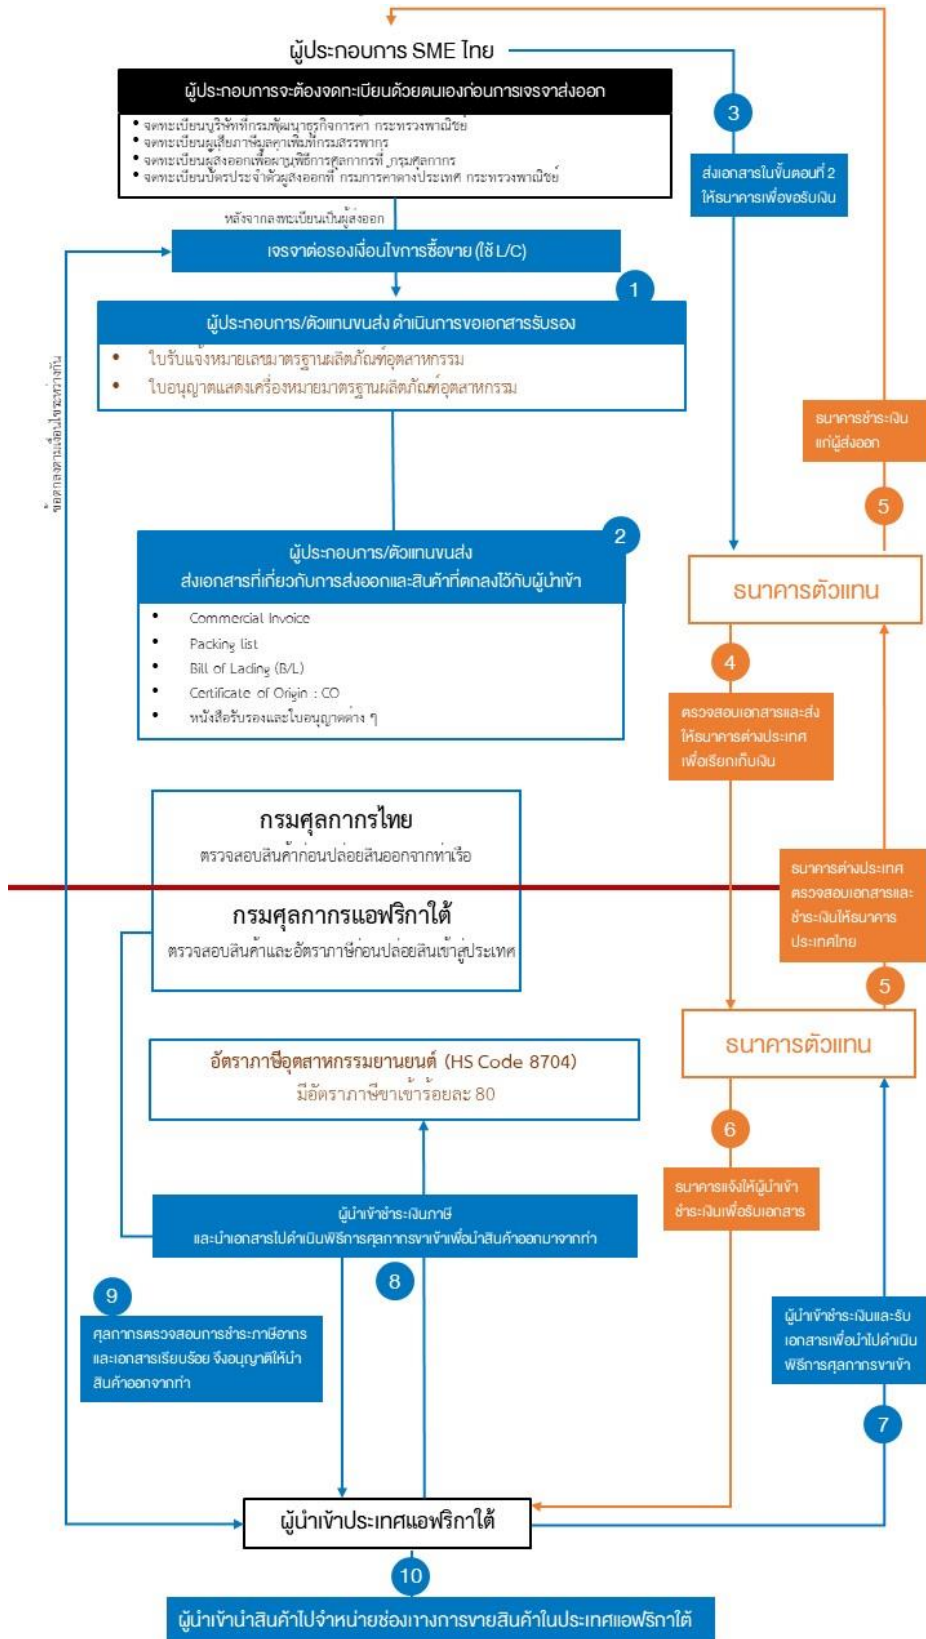 ผู้ประกอบการ SME ไทย
ผู้ประกอบการจะต้องจดทะเบียนด้วยตนเองก่อนการเจรจาส่งออก
• จดทะเบียนบริษัทที่กรมพัฒนาธุรกิจการค้า กระทรวงพาณิชย์
• จดทะเบียนผู้เสียภาษีมูลค่าเพิ่มที่กรมสรรพากร
• จดทะเบียนผู้ส่งออกเพื่อผ่านพิธีการศุลกากรที่ กรมศุลกากร
• จดทะเบียนบัตรประจำตัวผู้ส่งออกที่ กรมการค้าต่างประเทศ กระทรวงพาณิชย์
3
ส่งเอกสารในขั้นตอนที่ 2
ให้ธนาคารเพื่อขอรับเงิน
หลังจากลงทะเบียนเป็นผู้ส่งออก
เจรจาต่อรองเงื่อนไขการซื้อขาย (ใช้ L/C)
1
ผู้ประกอบการ/ตัวแทนขนส่ง ดำเนินการขอเอกสารรับรอง
• ใบรับแจ้งหมายเลขมาตรฐานผลิตภัณฑ์อุตสาหกรรม
• ใบอนุญาตแสดงเครื่องหมายมาตรฐานผลิตภัณฑ์อุตสาหกรรม
ข้อตกลงตามเงื่อนไขระหว่างกัน
ธนาคารชำระเงิน
แก่ผู้ส่งออก
5
2
ผู้ประกอบการ/ตัวแทนขนส่ง
ส่งเอกสารที่เกี่ยวกับการส่งออกและสินค้าที่ตกลงไว้กับผู้นำเข้า
• Commercial Invoice
• Packing list
• Bill of Lading (B/L)
• Certificate of Origin : CO
• หนังสือรับรองและใบอนุญาตต่าง ๆ
ธนาคารตัวแทน
4
ตรวจสอบเอกสารและส่ง
ให้ธนาคารต่างประเทศ
เพื่อเรียกเก็บเงิน
กรมศุลกากรไทย
ตรวจสอบสินค้าก่อนปล่อยสินออกจากท่าเรือ
กรมศุลกากรแอฟริกาใต้
ตรวจสอบสินค้าและอัตราภาษีก่อนปล่อยสินเข้าสู่ประเทศ
ธนาคารต่างประเทศ
ตรวจสอบเอกสารและ
ชำระเงินให้ธนาคาร
ประเทศไทย
5
ธนาคารตัวแทน
อัตราภาษีอุตสาหกรรมยานยนต์ (HS Code 8704)
มีอัตราภาษีขาเข้าร้อยละ 80
6
ธนาคารแจ้งให้ผู้นำเข้า
ชำระเงินเพื่อรับเอกสาร
ผู้นำเข้าชำระเงินภาษี
และนำเอกสารไปดำเนินพิธีการศุลกากรขาเข้าเพื่อนำสินค้าออกมาจากท่า
8
9
ศุลกากรตรวจสอบการชำระภาษีอากร
และเอกสารเรียบร้อย จึงอนุญาติให้นำ
สินค้าออกจากท่า
ผู้นำเข้าชำระเงินและรับ
เอกสารเพื่อนำไปดำเนิน
พิธีการศุลกากรขาเข้า
7
ผู้นำเข้าประเทศแอฟริกาใต้
10
ผู้นำเข้านำสินค้าไปจำหน่ายช่องทางการขายสินค้าในประเทศแอฟริกาใต้